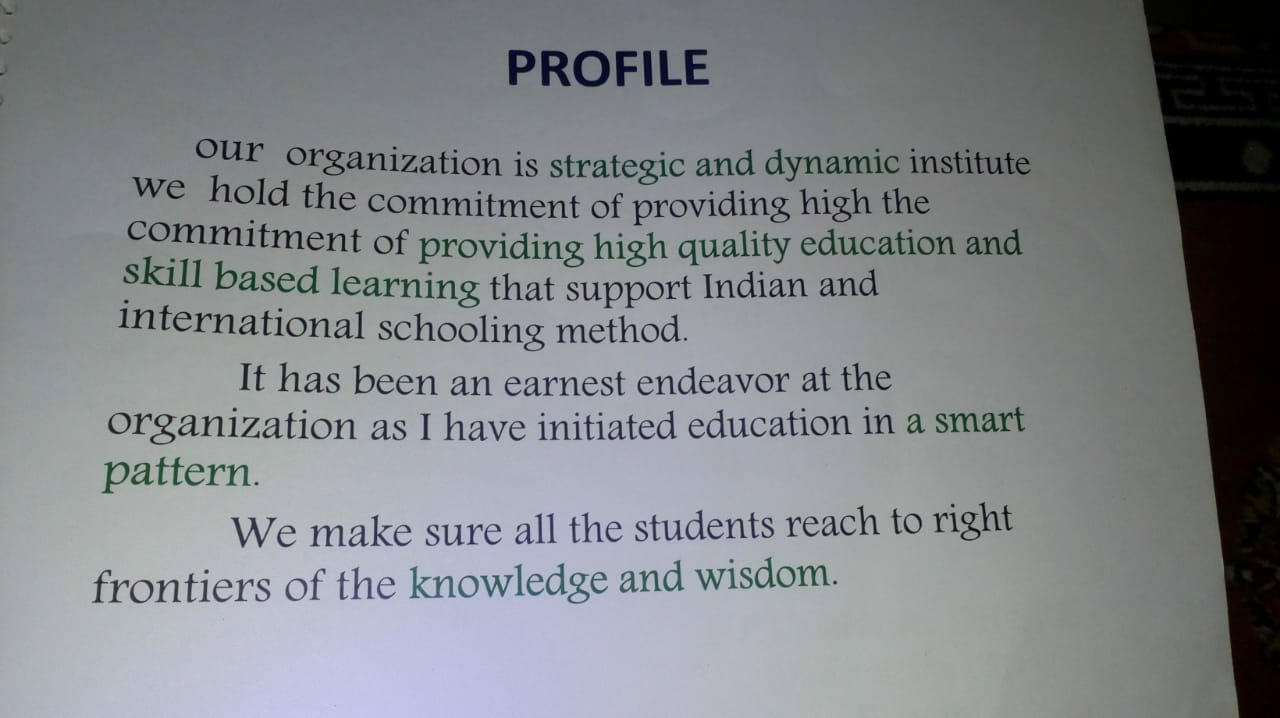 PROFILE
our organization is strategic and dynamic institute
we hold the commitment of providing high the
commitment of providing high quality education and
skill based learning that support Indian and
international schooling method.
It has been an earnest endeavor at the
organization as I have initiated education in a smart
pattern.
We make sure all the students reach to right
frontiers of the knowledge and wisdom.